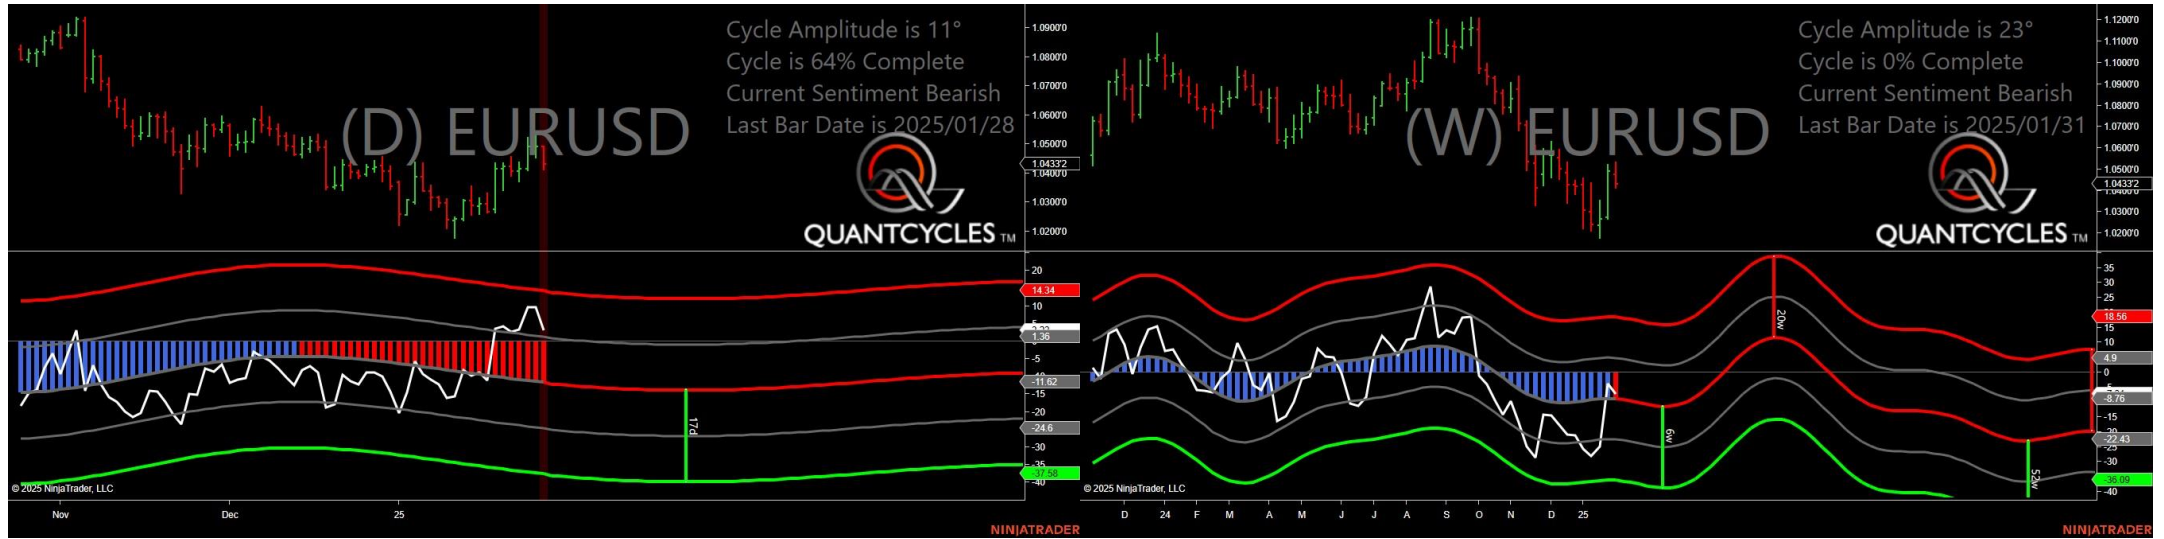 Cycle Amplitude is 11°
Cycle is 64% Complete
Current Sentiment Bearish
Last Bar Date is 2025/01/28
(D) EURUSD
QUANTCYCLES TM
1.0900'0
1.0800'0
1.0700'0
1.0600'0
1.0500'0
1.0433'2
1.0400'0
1.0300'0
1.0200'0
20
14.34
10
1.36
-5
-11.62
-15
-20
-24.6
-30
-35
-37.58
-40
17d
© 2025 NinjaTrader, LLC
Nov
Dec
25
NINJATRADER
Cycle Amplitude is 23°
Cycle is 0% Complete
Current Sentiment Bearish
Last Bar Date is 2025/01/31
(W) EURUSD
QUANTCYCLES TM
1.1200'0
1.1100'0
1.1000'0
1.0900'0
1.0800'0
1.0700'0
1.0600'0
1.0500'0
1.0433'2
1.0300'0
1.0200'0
35
30
25
18.56
15
10
4.9
0
-8.76
-15
-22.43
-25
-30
-36.09
-40
20w
6w
52w
© 2025 NinjaTrader, LLC
D
24
F
M
A
M
J
J
A
S
O
N
D
25
NINJATRADER